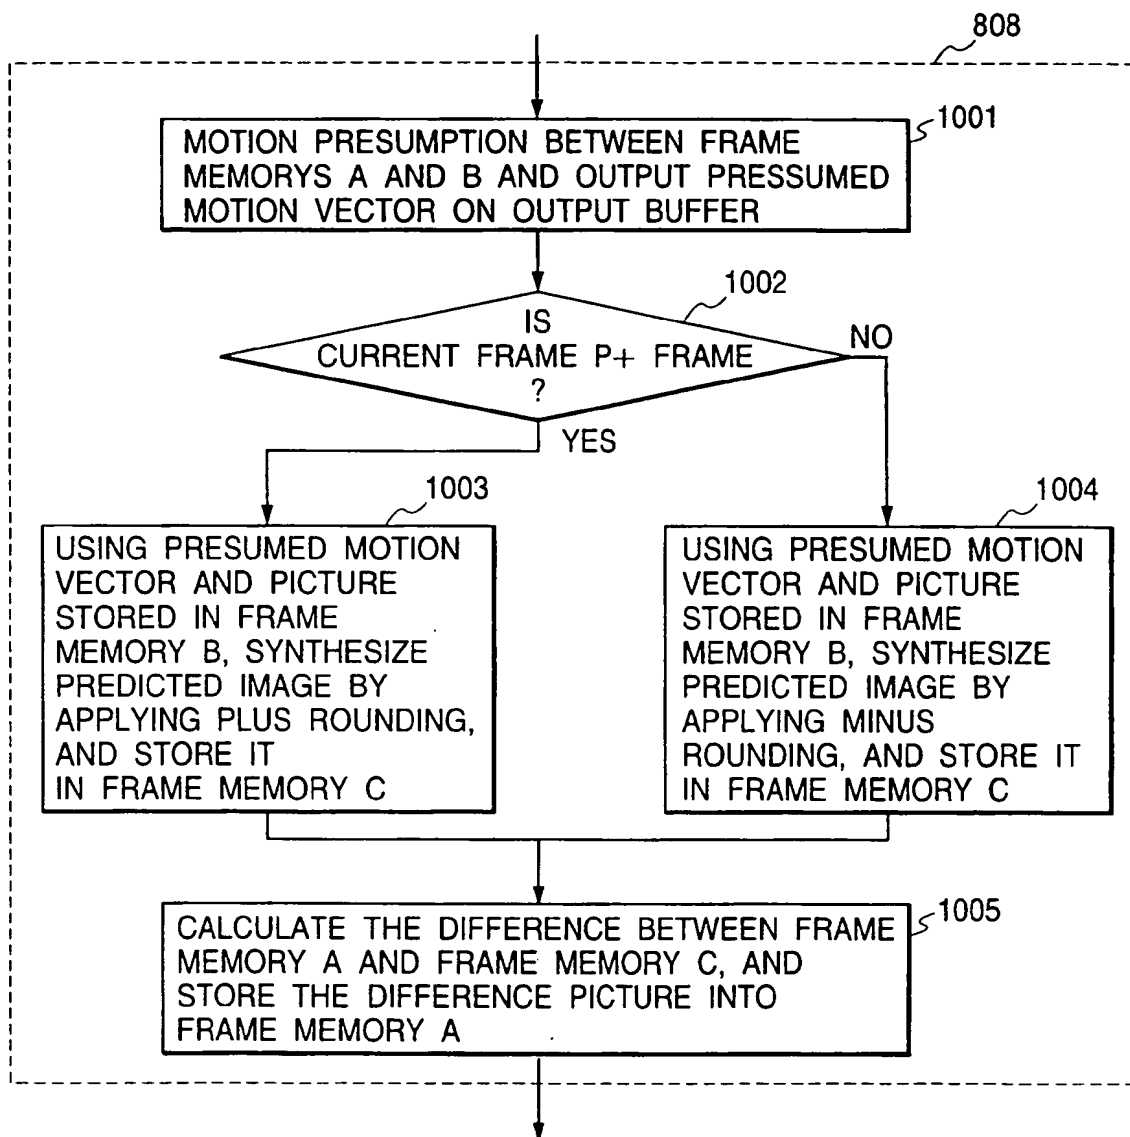 808
1001
MOTION PRESUMPTION BETWEEN FRAME
MEMORYS A AND B AND OUTPUT PRESSUMED
MOTION VECTOR ON OUTPUT BUFFER
1002
IS
CURRENT FRAME P+ FRAME
?
NO
YES
1003
USING PRESUMED MOTION
VECTOR AND PICTURE
STORED IN FRAME
MEMORY B, SYNTHESIZE
PREDICTED IMAGE BY
APPLYING PLUS ROUNDING,
AND STORE IT
IN FRAME MEMORY C
1004
USING PRESUMED MOTION
VECTOR AND PICTURE
STORED IN FRAME
MEMORY B, SYNTHESIZE
PREDICTED IMAGE BY
APPLYING MINUS
ROUNDING, AND STORE IT
IN FRAME MEMORY C
1005
CALCULATE THE DIFFERENCE BETWEEN FRAME
MEMORY A AND FRAME MEMORY C, AND
STORE THE DIFFERENCE PICTURE INTO
FRAME MEMORY A